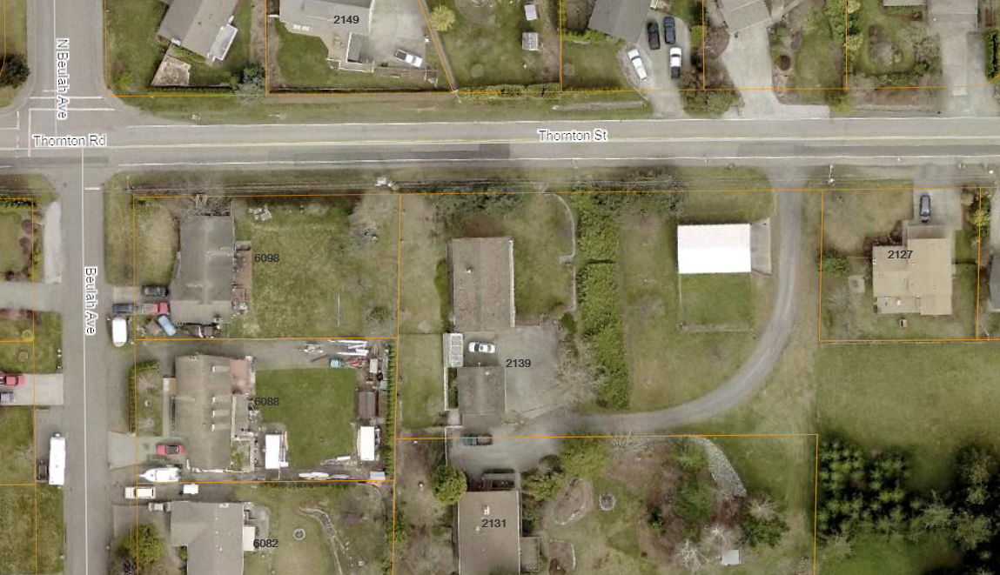 2149
N Beulah Ave
Thornton Rd
Thornton St
6098
2127
Beulah Ave
2139
6088
2131
6082